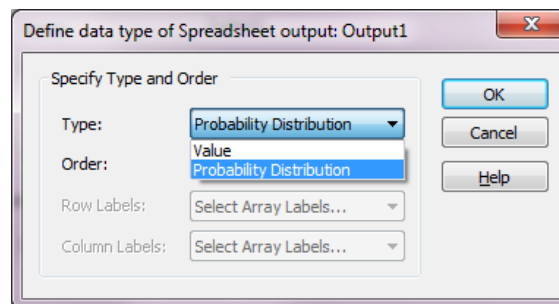 Define data type of Spreadsheet output: Output1
Specify Type and Order
Type: Probability Distribution
Value
Order: Probability Distribution
Row Labels: Select Array Labels...
Column Labels: Select Array Labels...
OK
Cancel
Help